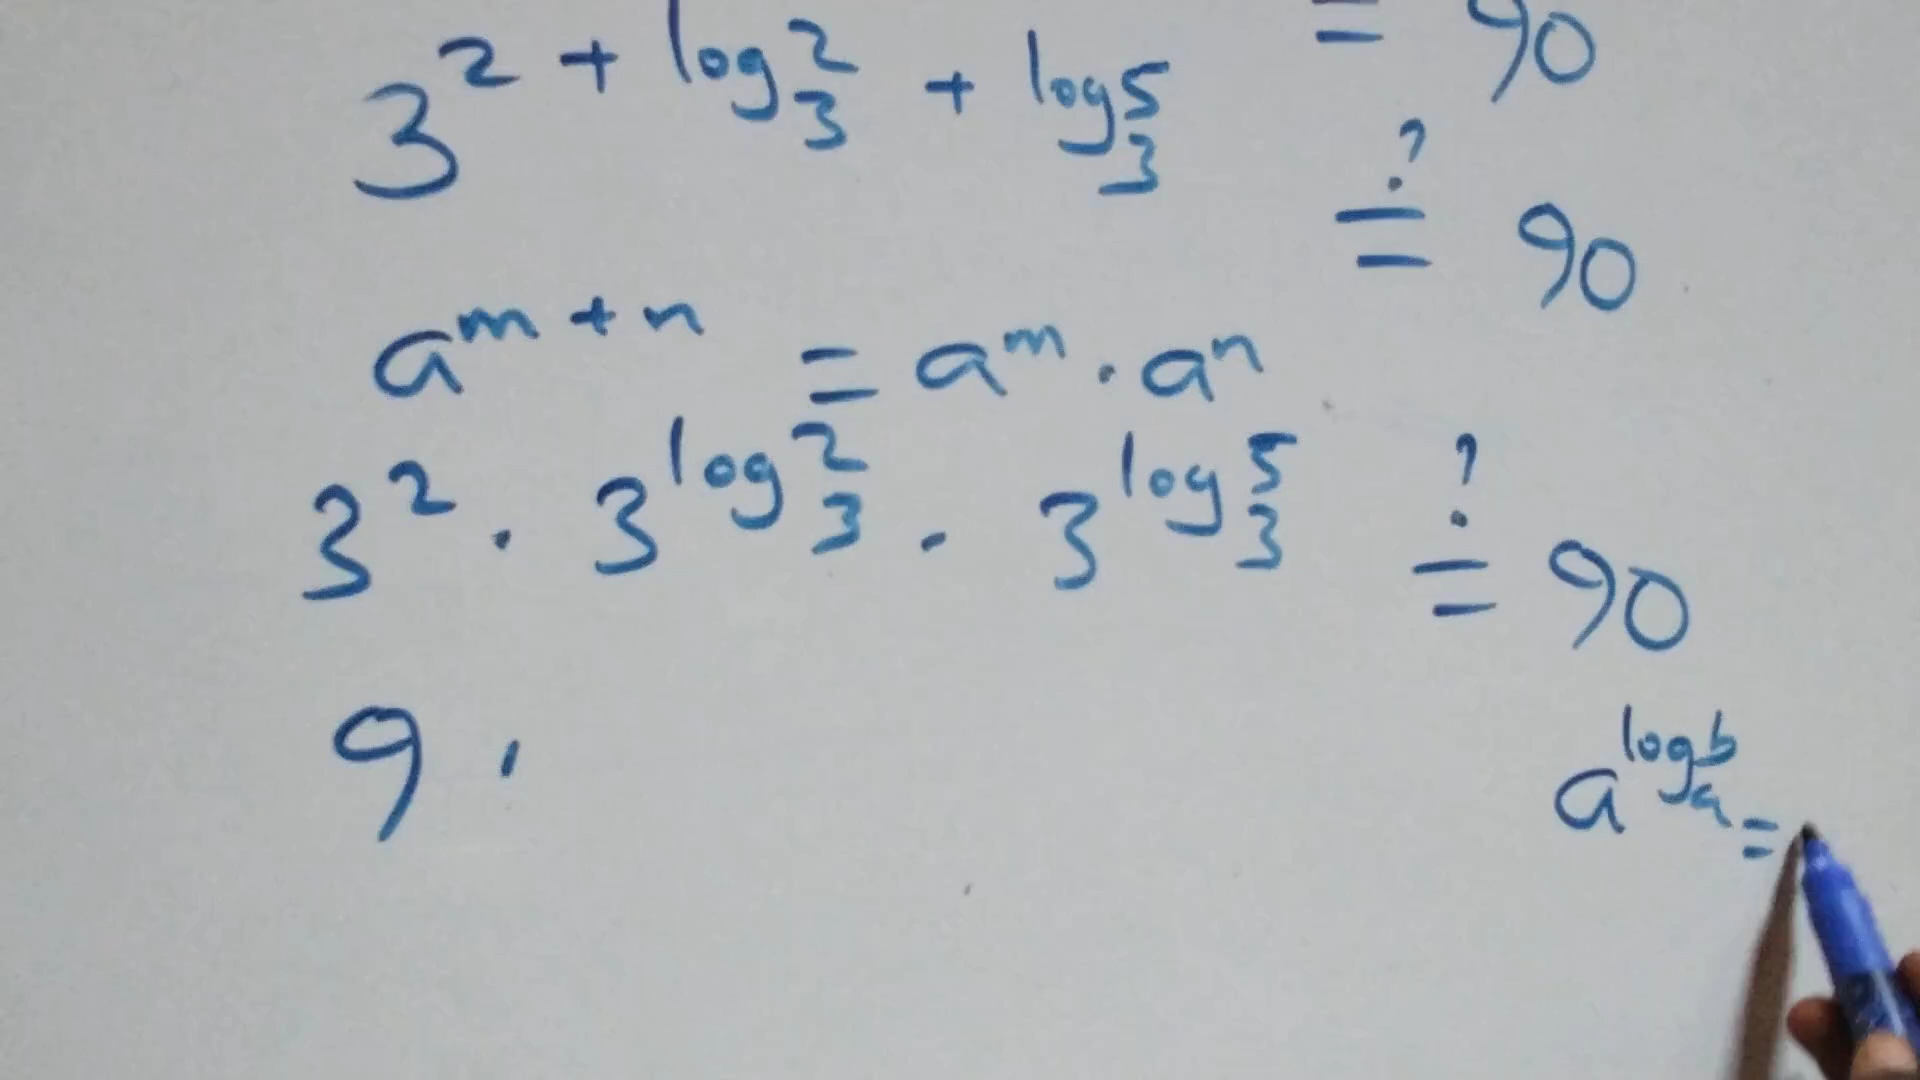 3^{2 + log_3 2 + log_3 5} = 90
?
= 90
a^{m + n} = a^m · a^n
3^2 · 3^{log_3 2} · 3^{log_3 5} ?= 90
9 ·
a^{log_a b} =